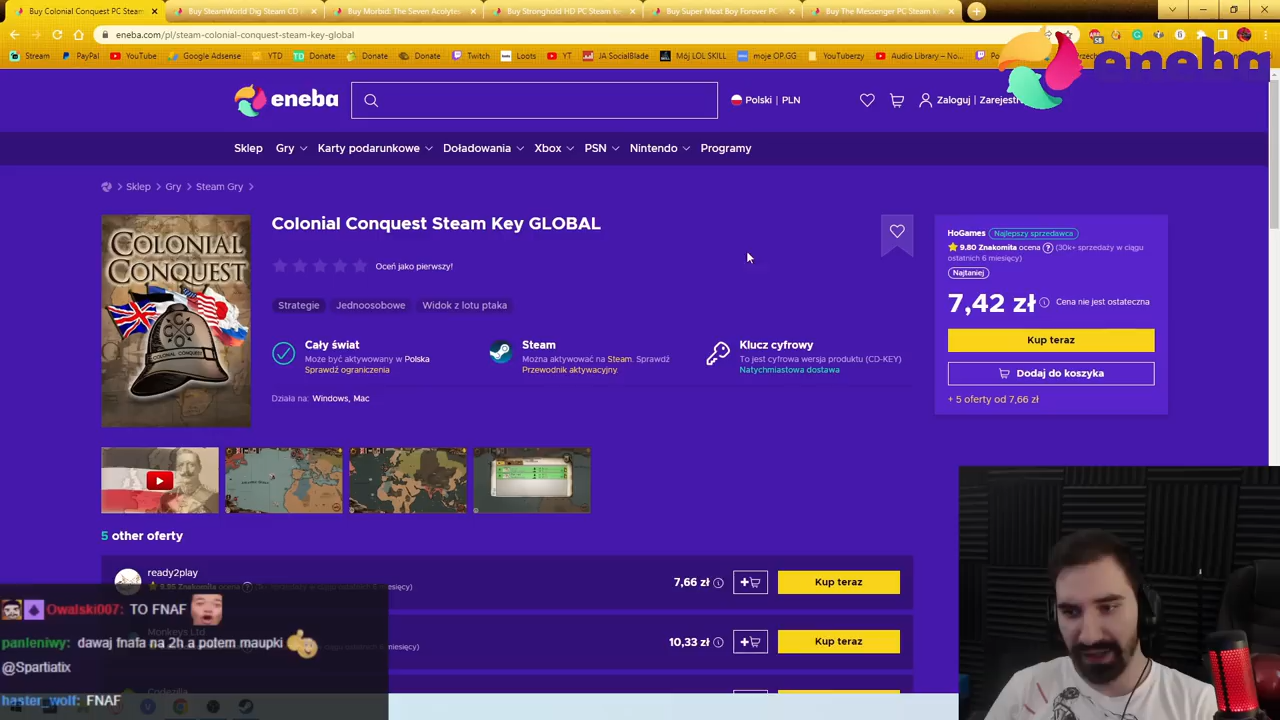 Buy Colonial Conquest PC Steam
Buy SteamWorld Dig Steam CD K
Buy Morbid: The Seven Acolytes
Buy Stronghold HD PC Steam ke
Buy Super Meat Boy Forever PC
Buy The Messenger PC Steam k
eneba.com/pl/steam-colonial-conquest-steam-key-global
Stream
PayPal
YouTube
Google Adsense
YTD
Donate
Donate
Donate
Twitch
Loots
YT
JA SocialBlade
Mój LOL SKILL
moje OP.GG
YouTuberzy
Audio Library – No...
eneba
Polski | PLN
Zaloguj | Zarejestr
Sklep Gry Karty podarunkowe Doładowania Xbox PSN Nintendo Programy
Sklep Gry Steam Gry
COLONIAL
CONQUEST
COLONIAL CONQUEST
Colonial Conquest Steam Key GLOBAL
Oceń jako pierwszy!
Strategie Jednoosobowe Widok z lotu ptaka
Cały świat
Może być aktywowany w Polska
Sprawdź ograniczenia
Steam
Można aktywować na Steam. Sprawdź
Przewodnik aktywacyjny.
Klucz cyfrowy
To jest cyfrowa wersja produktu (CD-KEY)
Natychmiastowa dostawa
Działa na: Windows, Mac
HoGames Najlepszy sprzedawca
9.80 Znakomita ocena (30k+ sprzedaży w ciągu
ostatnich 6 miesięcy)
Najtaniej
7,42 zł Cena nie jest ostateczna
Kup teraz
Dodaj do koszyka
+ 5 oferty od 7,66 zł
5 other oferty
ready2play
7,66 zł
Kup teraz
Monkeys Ltd
10,33 zł
Kup teraz
Codezilla
Owalski007: TO FNAF
panleniwy: dawaj fnafa na 2h a potem maupki
@Spartiatix
haster_wolf: FNAF